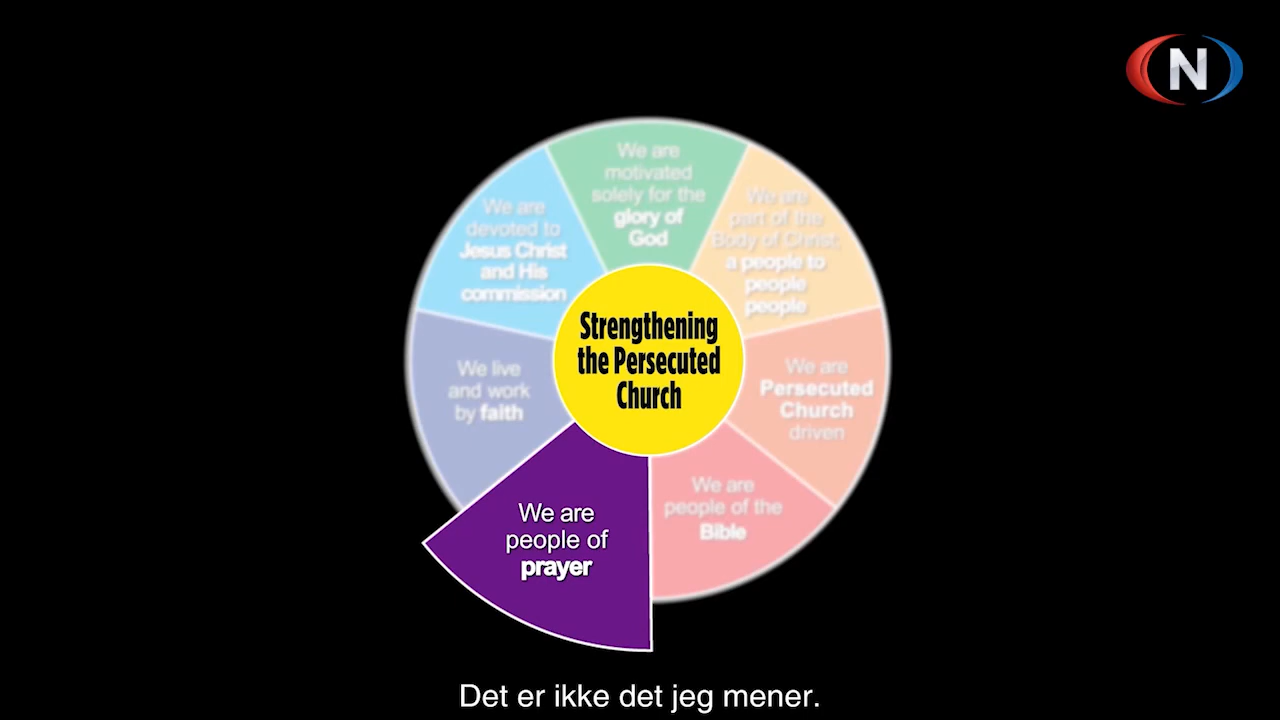 N
We are
motivated
solely for the
glory of
God
We are
devoted to
Jesus Christ
and His
commission
We are
part of the
Body of Christ,
a people to
people
people
Strengthening
the Persecuted
Church
We live
and work
by faith
We are
Persecuted
Church
driven
We are
people of the
Bible
We are
people of
prayer
Det er ikke det jeg mener.